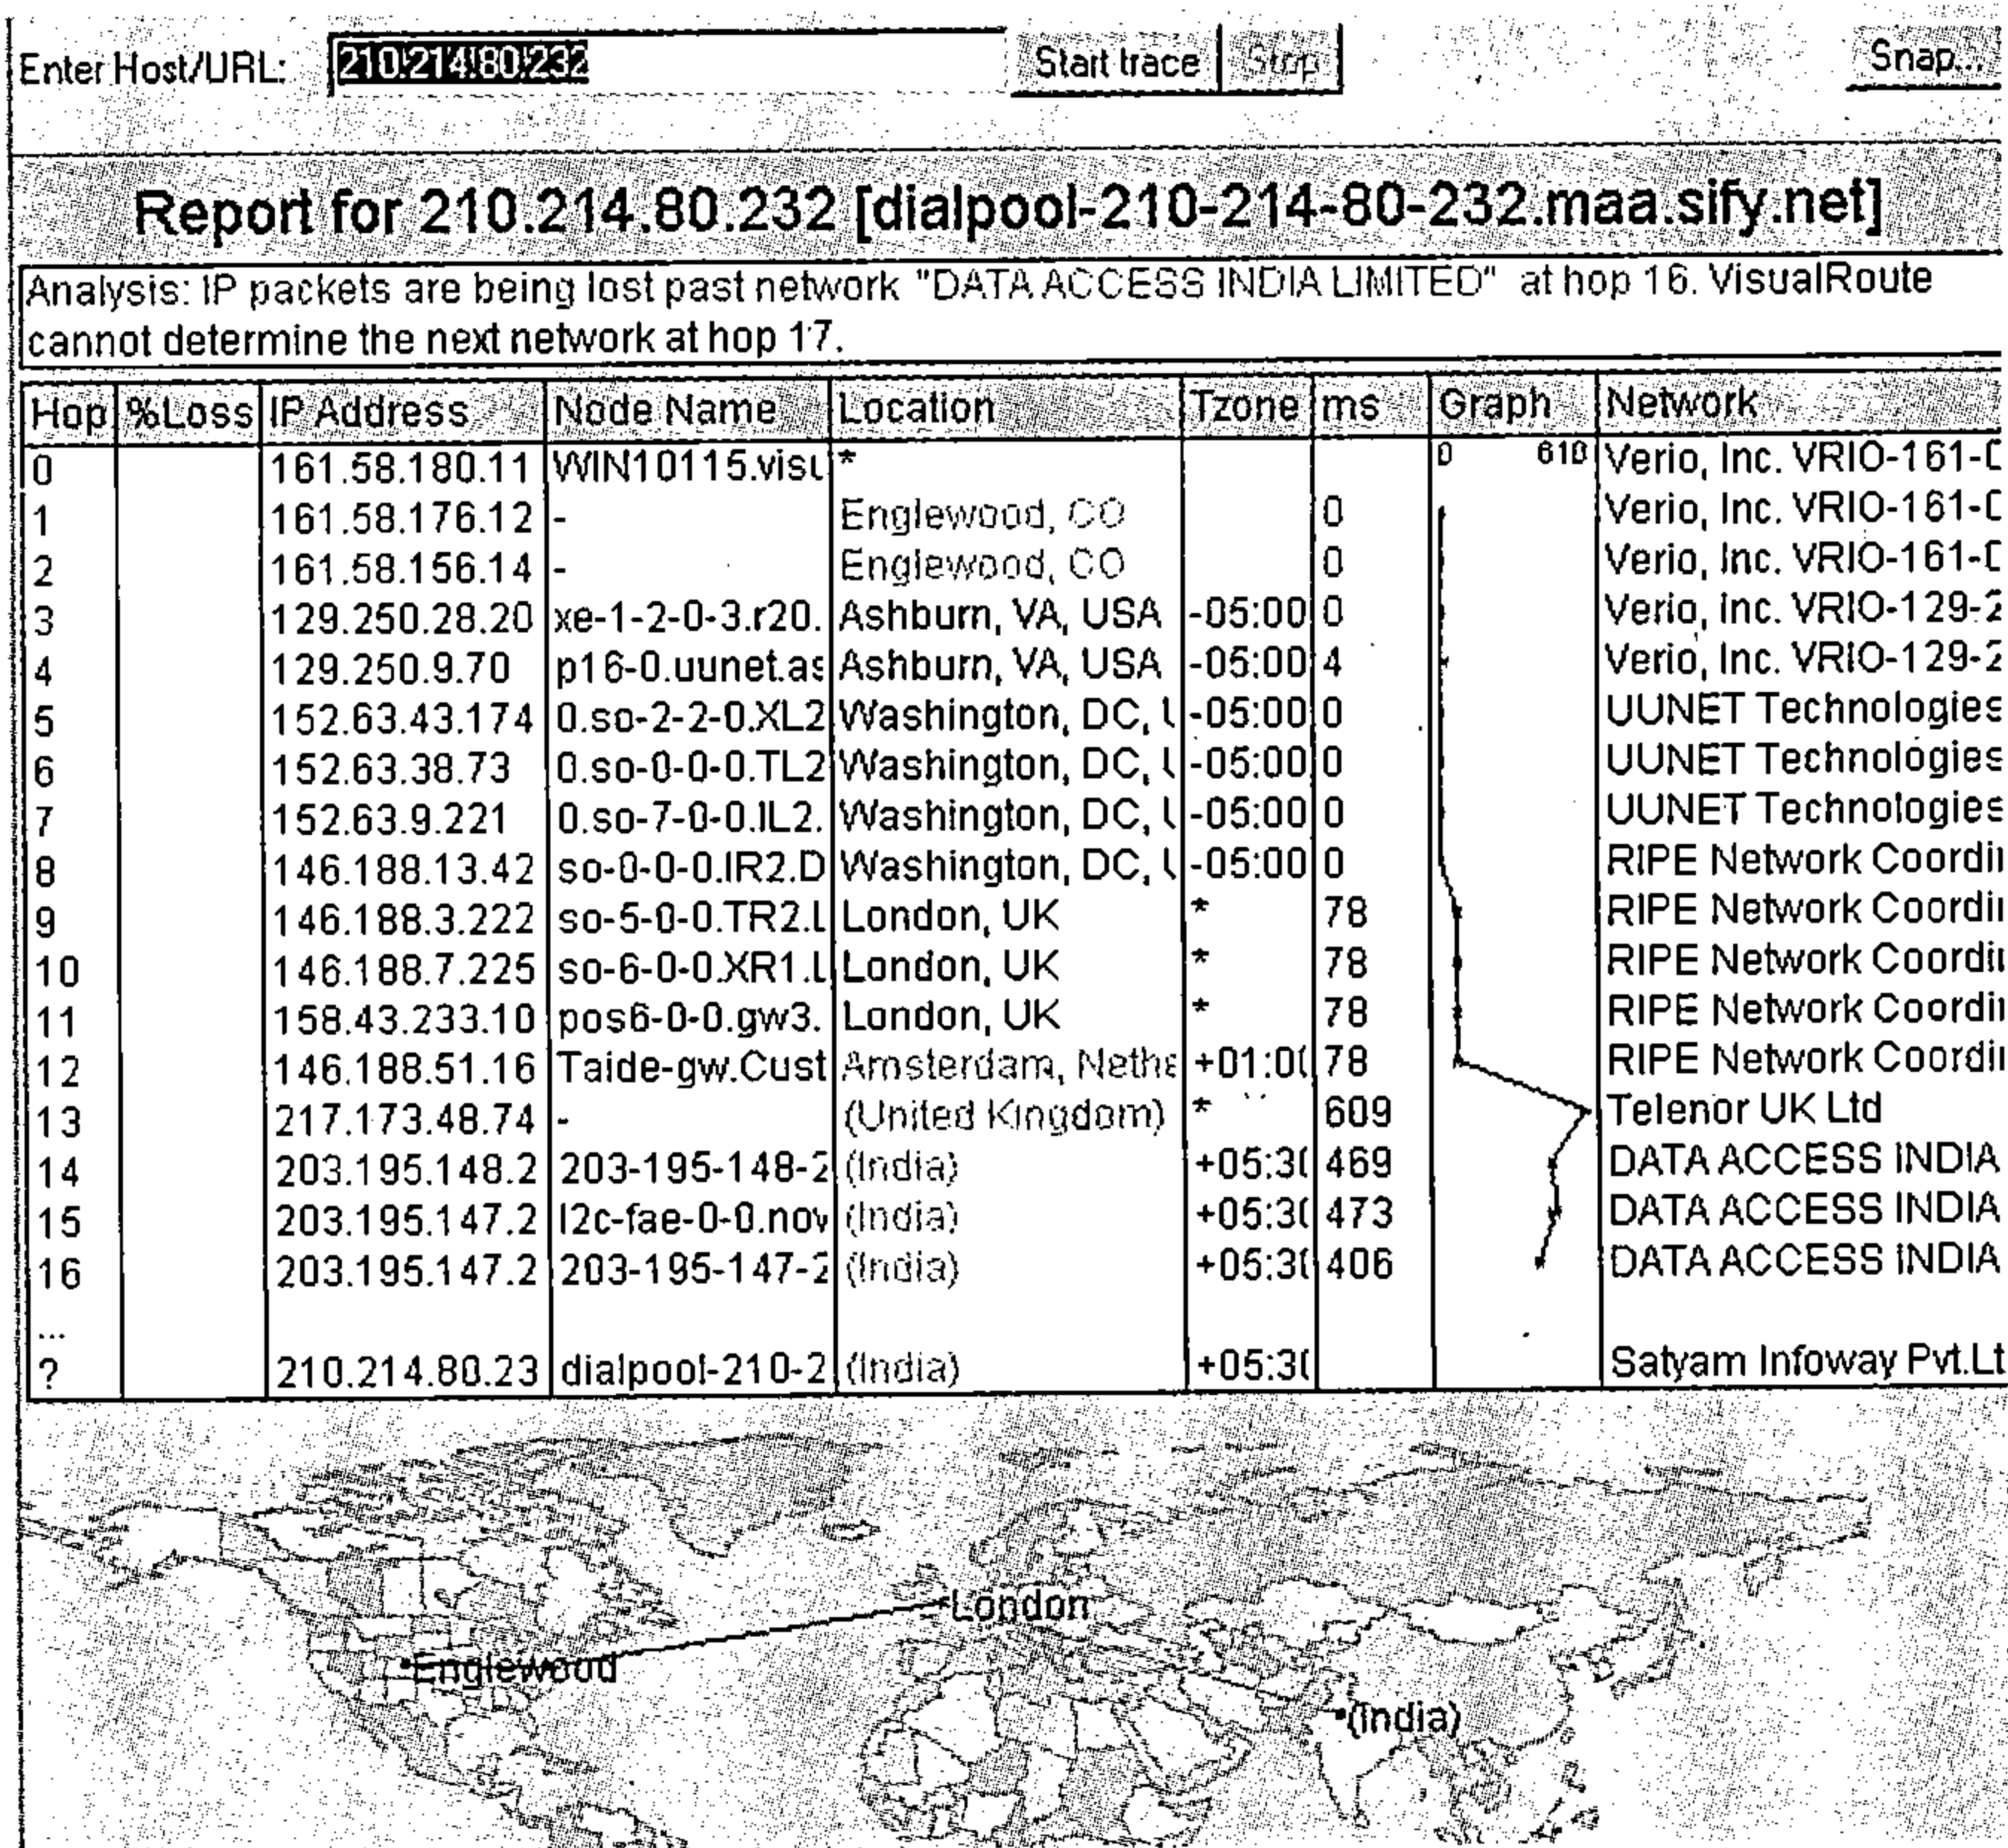 Enter Host/URL: 210.214.80.232 Start trace Stop Snap...
Report for 210.214.80.232 [dialpool-210-214-80-232.maa.sify.net]
Analysis: IP packets are being lost past network "DATA ACCESS INDIA LIMITED" at hop 16. VisualRoute
cannot determine the next network at hop 17.
Hop %Loss IP Address Node Name Location Tzone ms Graph Network
0 161.58.180.11 WIN10115.visu * 0 610 Verio, Inc. VRIO-161-
1 161.58.176.12 - Englewood, CO 0 Verio, Inc. VRIO-161-
2 161.58.156.14 - Englewood, CO 0 Verio, Inc. VRIO-161-
3 129.250.28.20 xe-1-2-0-3.r20. Ashburn, VA, USA -05:00 0 Verio, Inc. VRIO-129-2
4 129.250.9.70 p16-0.uunet.as Ashburn, VA, USA -05:00 4 Verio, Inc. VRIO-129-2
5 152.63.43.174 0.so-2-2-0.XL2 Washington, DC, -05:00 0 UUNET Technologies
6 152.63.38.73 0.so-0-0-0.TL2 Washington, DC, -05:00 0 UUNET Technologies
7 152.63.9.221 0.so-7-0-0.IL2. Washington, DC, -05:00 0 UUNET Technologies
8 146.188.13.42 so-0-0-0.IR2.D Washington, DC, -05:00 0 RIPE Network Coordi
9 146.188.3.222 so-5-0-0.TR2.L London, UK * 78 RIPE Network Coordi
10 146.188.7.225 so-6-0-0.XR1.L London, UK * 78 RIPE Network Coordi
11 158.43.233.10 pos6-0-0.gw3. London, UK * 78 RIPE Network Coordi
12 146.188.51.16 Taide-gw.Cust Amsterdam, Nethe +01:0 78 RIPE Network Coordi
13 217.173.48.74 - (United Kingdom) * 609 Telenor UK Ltd
14 203.195.148.2 203-195-148-2 (India) +05:3 469 DATA ACCESS INDIA
15 203.195.147.2 l2c-fae-0-0.nov (India) +05:3 473 DATA ACCESS INDIA
16 203.195.147.2 203-195-147-2 (India) +05:3 406 DATA ACCESS INDIA
...
? 210.214.80.23 dialpool-210-2 (India) +05:3 Satyam Infoway Pvt.Lt
London
Englewood
(India)